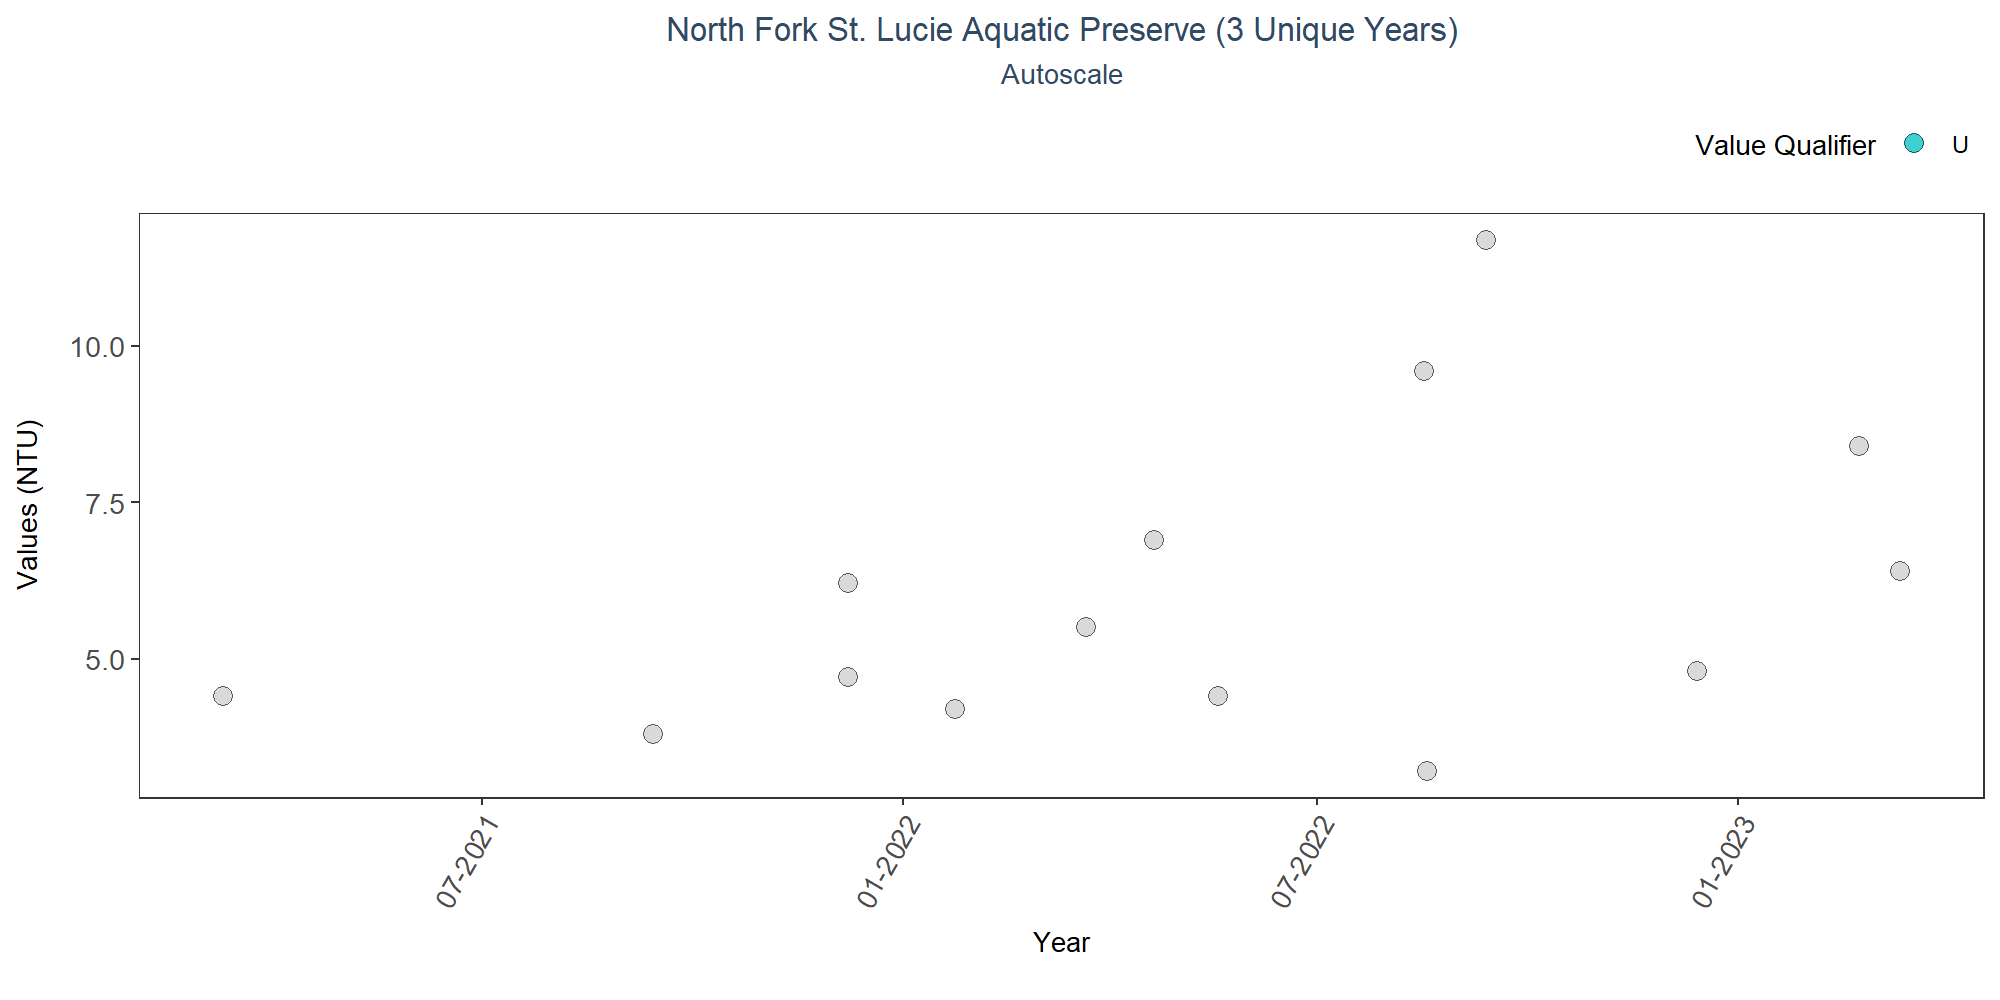 North Fork St. Lucie Aquatic Preserve (3 Unique Years)
Autoscale
Value Qualifier U
Values (NTU)
10.0
7.5
5.0
07-2021
01-2022
07-2022
01-2023
Year